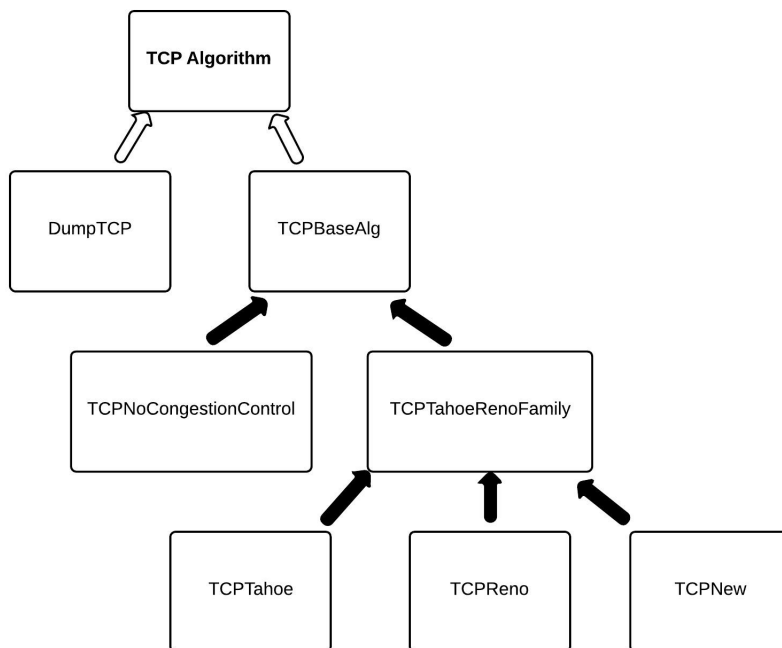 TCP Algorithm
DumpTCP
TCPBaseAlg
TCPNoCongestionControl
TCPTahoeRenoFamily
TCPTahoe
TCPReno
TCPNew